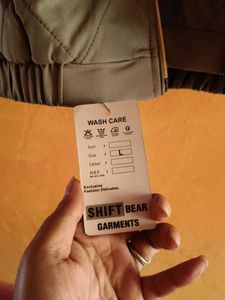 WASH CARE
Sort :
Size : L
Colour :
M.R.P. :
Exclusive
Fashion Delicates
SHIFT BEAR
GARMENTS